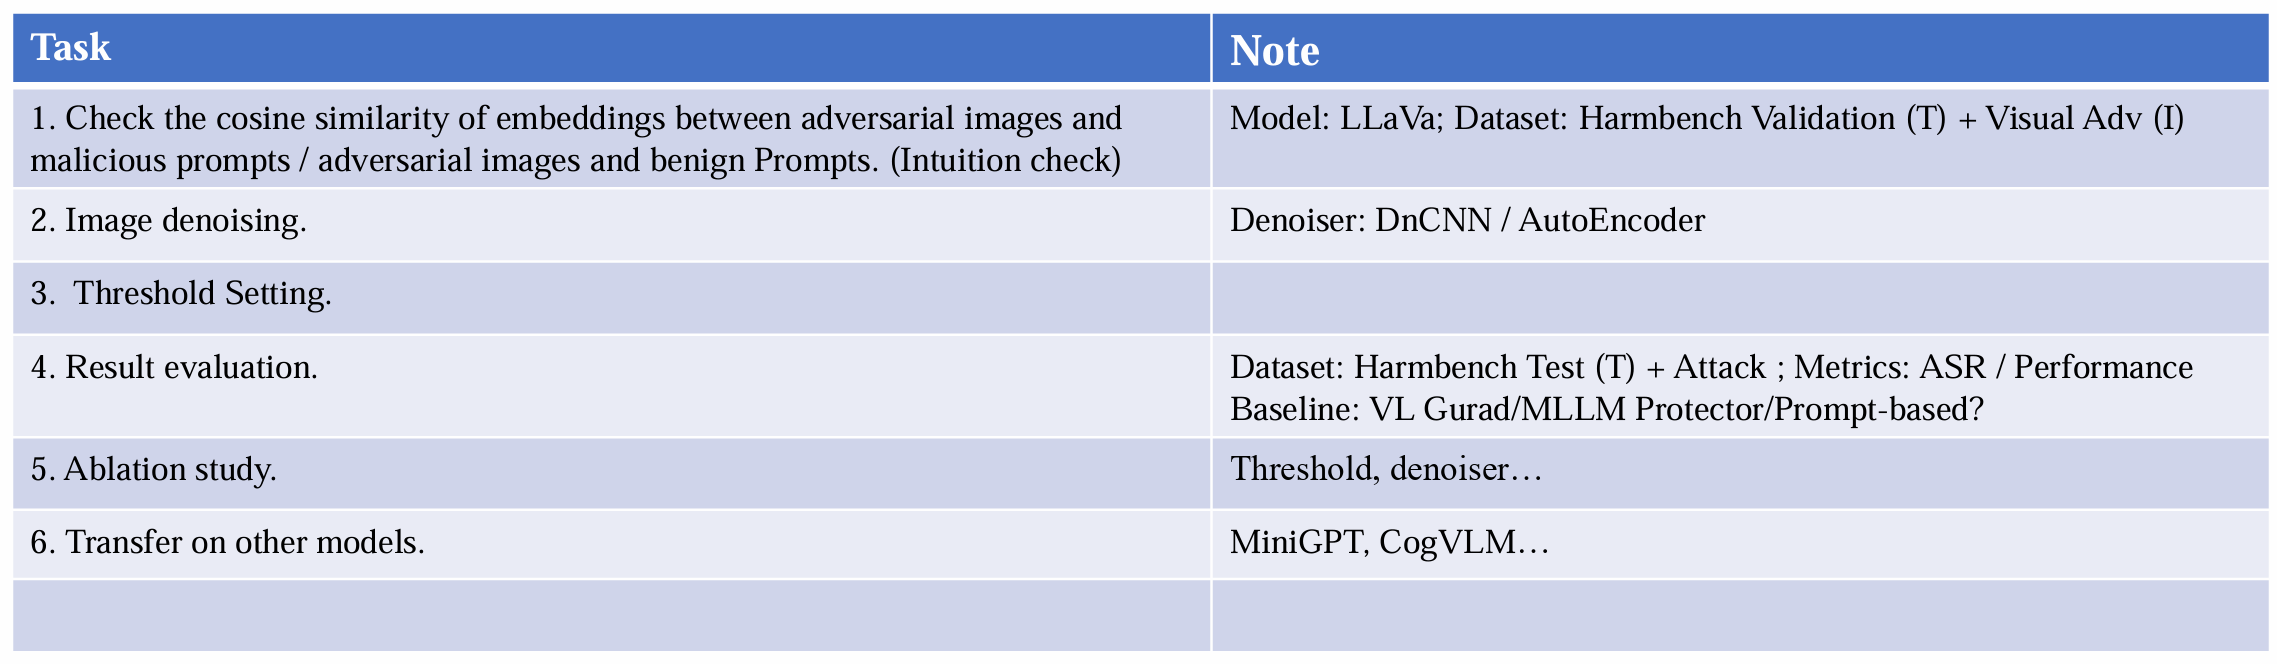 Task
Note
1. Check the cosine similarity of embeddings between adversarial images and
malicious prompts / adversarial images and benign Prompts. (Intuition check)
Model: LLaVa; Dataset: Harmbench Validation (T) + Visual Adv (I)
2. Image denoising.
Denoiser: DnCNN / AutoEncoder
3. Threshold Setting.
4. Result evaluation.
Dataset: Harmbench Test (T) + Attack ; Metrics: ASR / Performance
Baseline: VL Gurad/MLLM Protector/Prompt-based?
5. Ablation study.
Threshold, denoiser…
6. Transfer on other models.
MiniGPT, CogVLM…